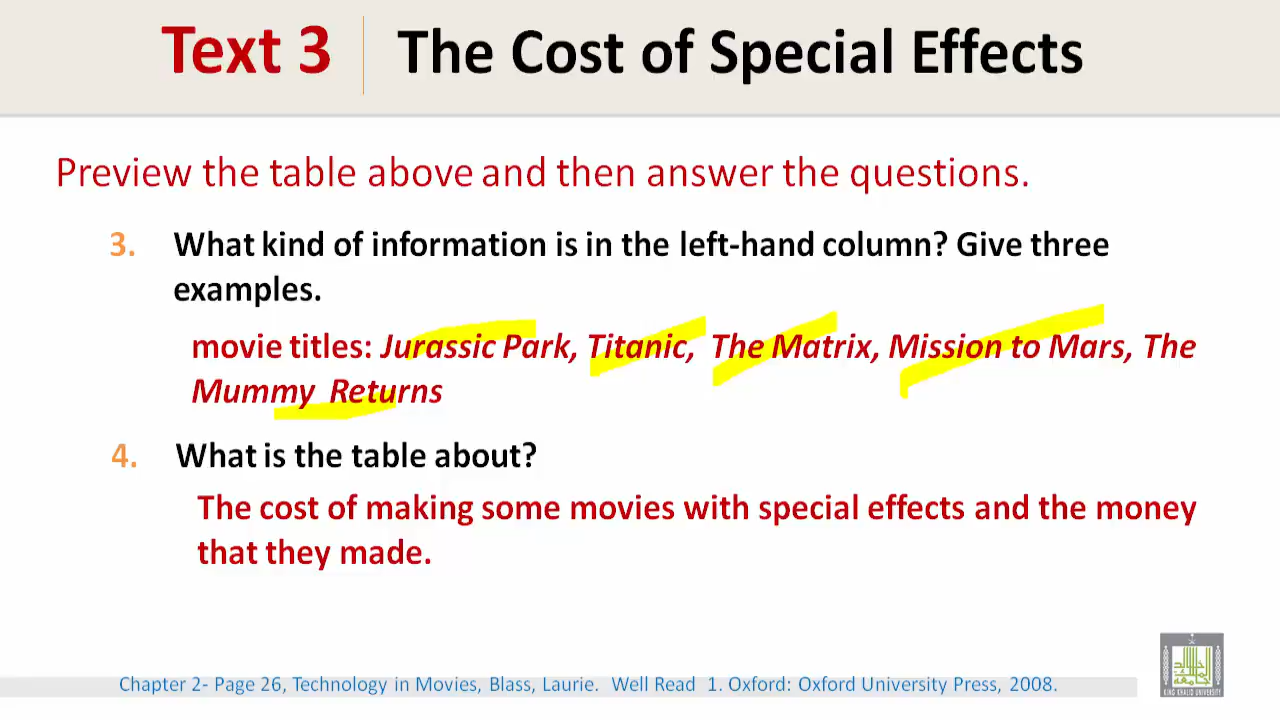 Text 3 The Cost of Special Effects
Preview the table above and then answer the questions.
3. What kind of information is in the left-hand column? Give three
examples.
movie titles: Jurassic Park, Titanic, The Matrix, Mission to Mars, The
Mummy Returns
4. What is the table about?
The cost of making some movies with special effects and the money
that they made.
Chapter 2- Page 26, Technology in Movies, Blass, Laurie. Well Read 1. Oxford: Oxford University Press, 2008.
KING KHALID UNIVERSITY